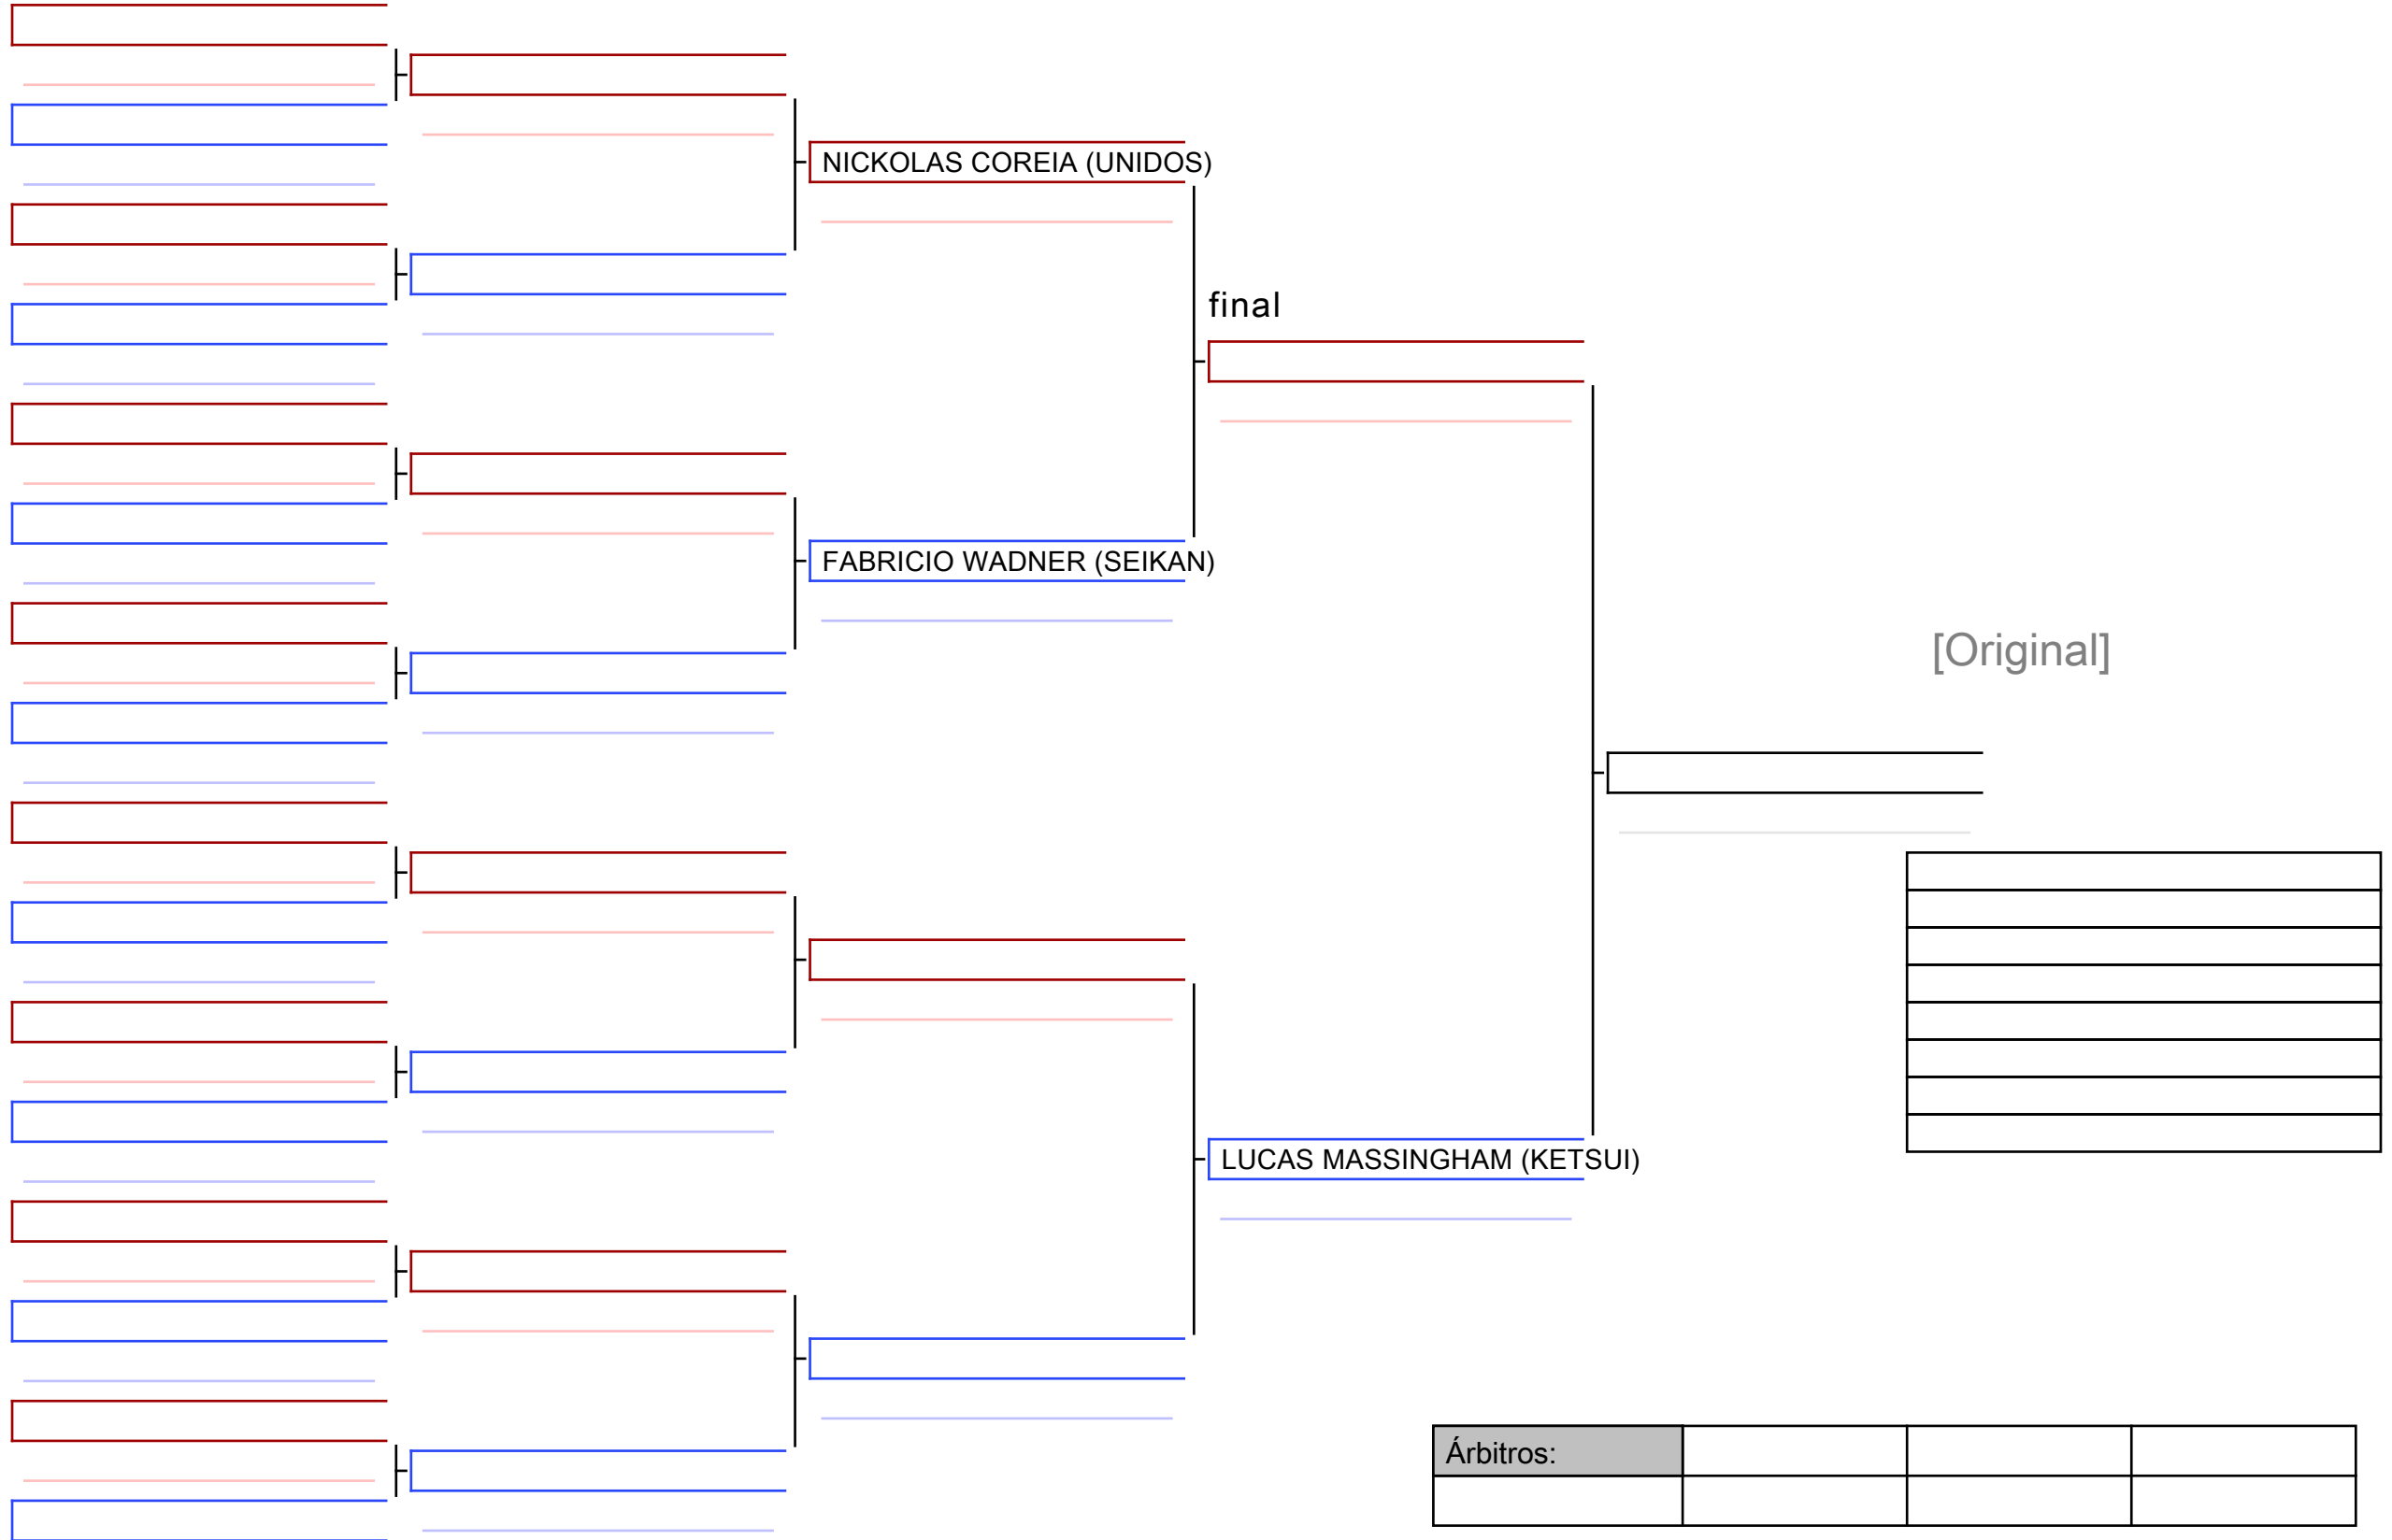 NICKOLAS COREIA (UNIDOS)
final
FABRICIO WADNER (SEIKAN)
[Original]
LUCAS MASSINGHAM (KETSUI)
Árbitros: